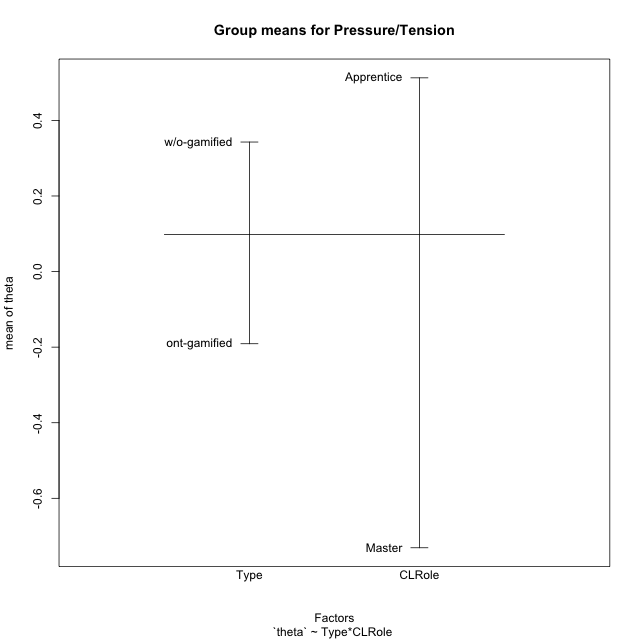 Group means for Pressure/Tension
Apprentice
0.4
w/o-gamified
0.2
0.0
mean of theta
-0.2
ont-gamified
-0.4
-0.6
Master
Type
CLRole
Factors
`theta` ~ Type*CLRole